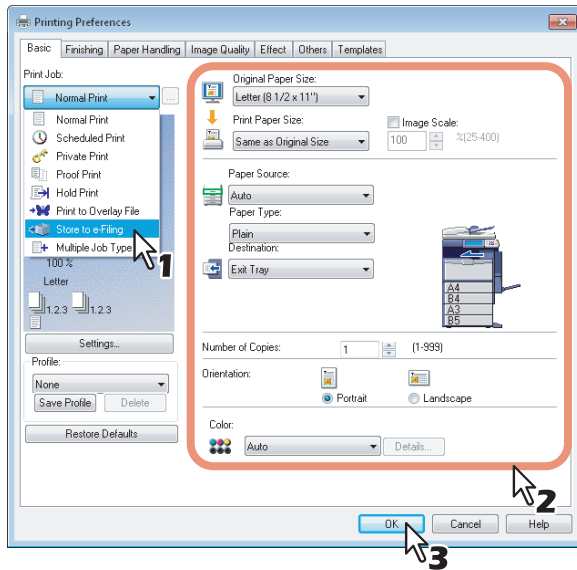 Printing Preferences
Basic Finishing Paper Handling Image Quality Effect Others Templates
Print Job:
Normal Print ...
Normal Print
Scheduled Print
Private Print
Proof Print
Hold Print
Print to Overlay File
Store to e-Filing
Multiple Job Type
1
100 %
Letter
1.2.3 1.2.3
Settings...
Profile:
None
Save Profile Delete
Restore Defaults
Original Paper Size:
Letter (8 1/2 x 11")
Print Paper Size:
Same as Original Size
Image Scale:
100 %(25-400)
Paper Source:
Auto
Paper Type:
Plain
Destination:
Exit Tray
A4
B4
A3
B5
Number of Copies: 1 (1-999)
Orientation:
Portrait Landscape
Color:
Auto Details...
2
OK Cancel Help
3